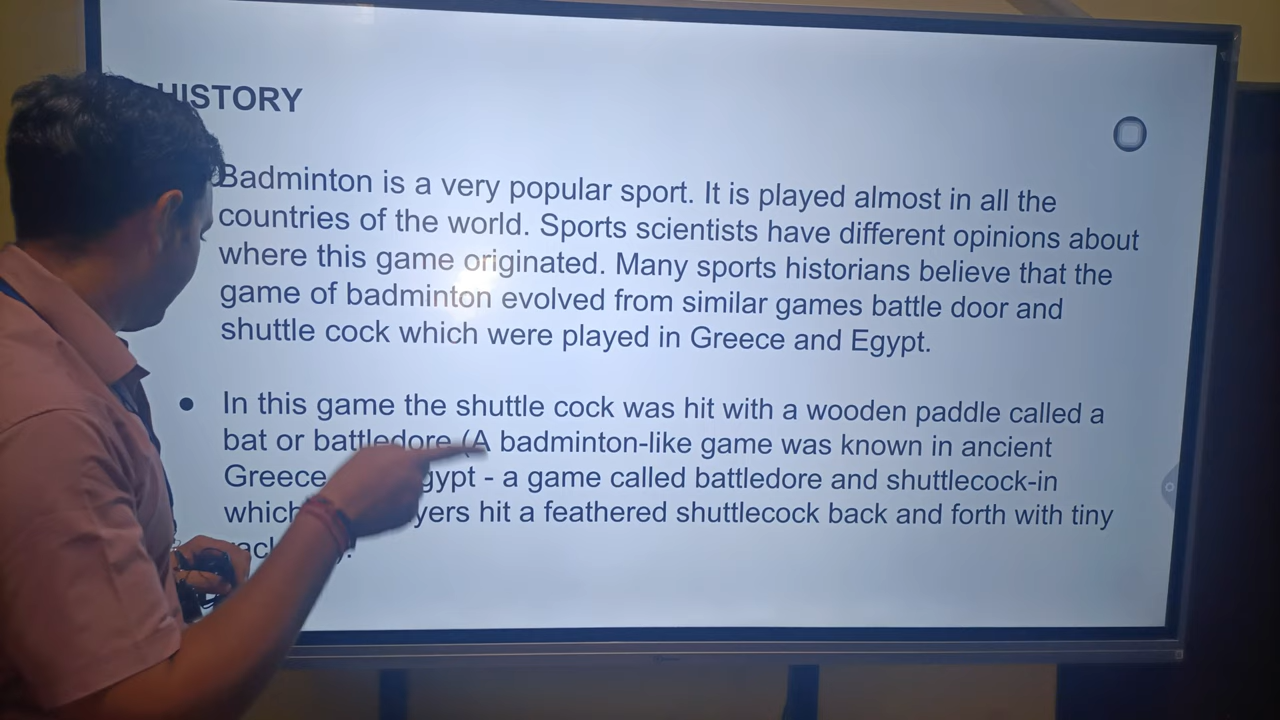 HISTORY
Badminton is a very popular sport. It is played almost in all the
countries of the world. Sports scientists have different opinions about
where this game originated. Many sports historians believe that the
game of badminton evolved from similar games battle door and
shuttle cock which were played in Greece and Egypt.
● In this game the shuttle cock was hit with a wooden paddle called a
bat or battledore (A badminton-like game was known in ancient
Greece - a game called battledore and shuttlecock-in
which hit a feathered shuttlecock back and forth with tiny